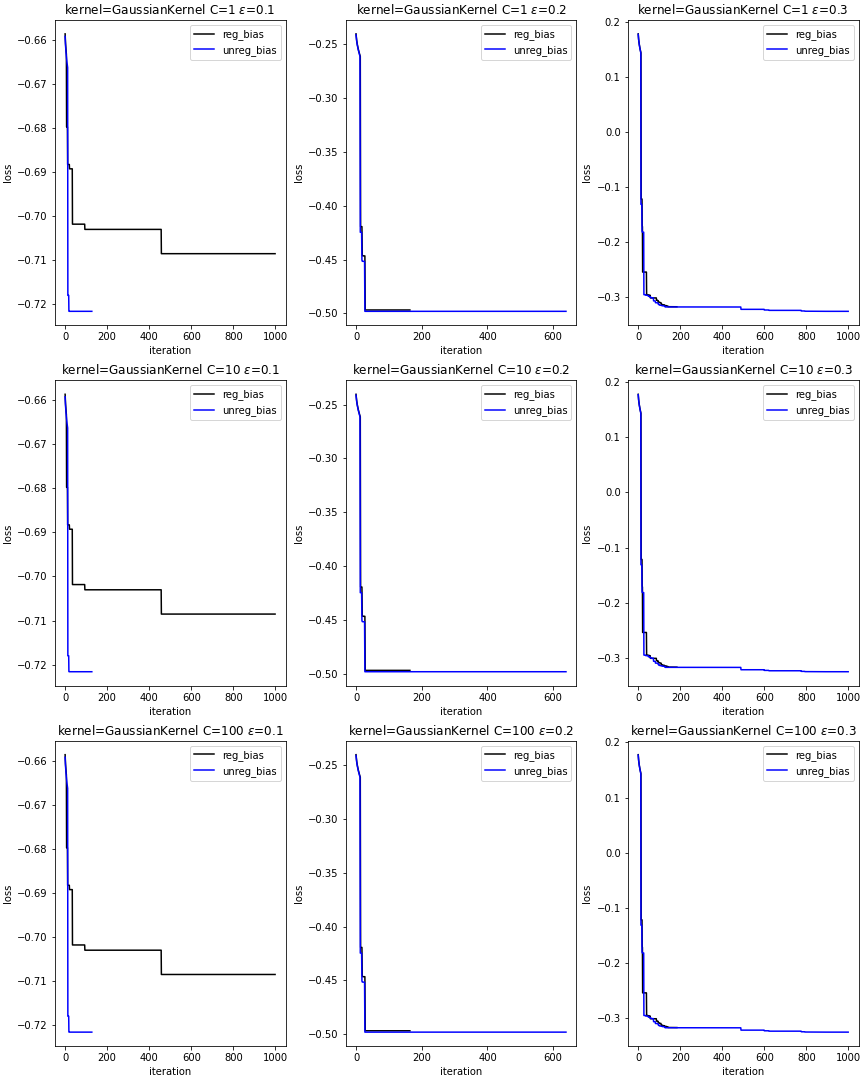 kernel=GaussianKernel C=1 ε=0.1
reg_bias
unreg_bias
−0.66
−0.67
−0.68
−0.69
−0.70
−0.71
−0.72
loss
0 200 400 600 800 1000
iteration
kernel=GaussianKernel C=1 ε=0.2
reg_bias
unreg_bias
−0.25
−0.30
−0.35
−0.40
−0.45
−0.50
loss
0 200 400 600
iteration
kernel=GaussianKernel C=1 ε=0.3
reg_bias
unreg_bias
0.2
0.1
0.0
−0.1
−0.2
−0.3
loss
0 200 400 600 800 1000
iteration
kernel=GaussianKernel C=10 ε=0.1
reg_bias
unreg_bias
−0.66
−0.67
−0.68
−0.69
−0.70
−0.71
−0.72
loss
0 200 400 600 800 1000
iteration
kernel=GaussianKernel C=10 ε=0.2
reg_bias
unreg_bias
−0.25
−0.30
−0.35
−0.40
−0.45
−0.50
loss
0 200 400 600
iteration
kernel=GaussianKernel C=10 ε=0.3
reg_bias
unreg_bias
0.2
0.1
0.0
−0.1
−0.2
−0.3
loss
0 200 400 600 800 1000
iteration
kernel=GaussianKernel C=100 ε=0.1
reg_bias
unreg_bias
−0.66
−0.67
−0.68
−0.69
−0.70
−0.71
−0.72
loss
0 200 400 600 800 1000
iteration
kernel=GaussianKernel C=100 ε=0.2
reg_bias
unreg_bias
−0.25
−0.30
−0.35
−0.40
−0.45
−0.50
loss
0 200 400 600
iteration
kernel=GaussianKernel C=100 ε=0.3
reg_bias
unreg_bias
0.2
0.1
0.0
−0.1
−0.2
−0.3
loss
0 200 400 600 800 1000
iteration